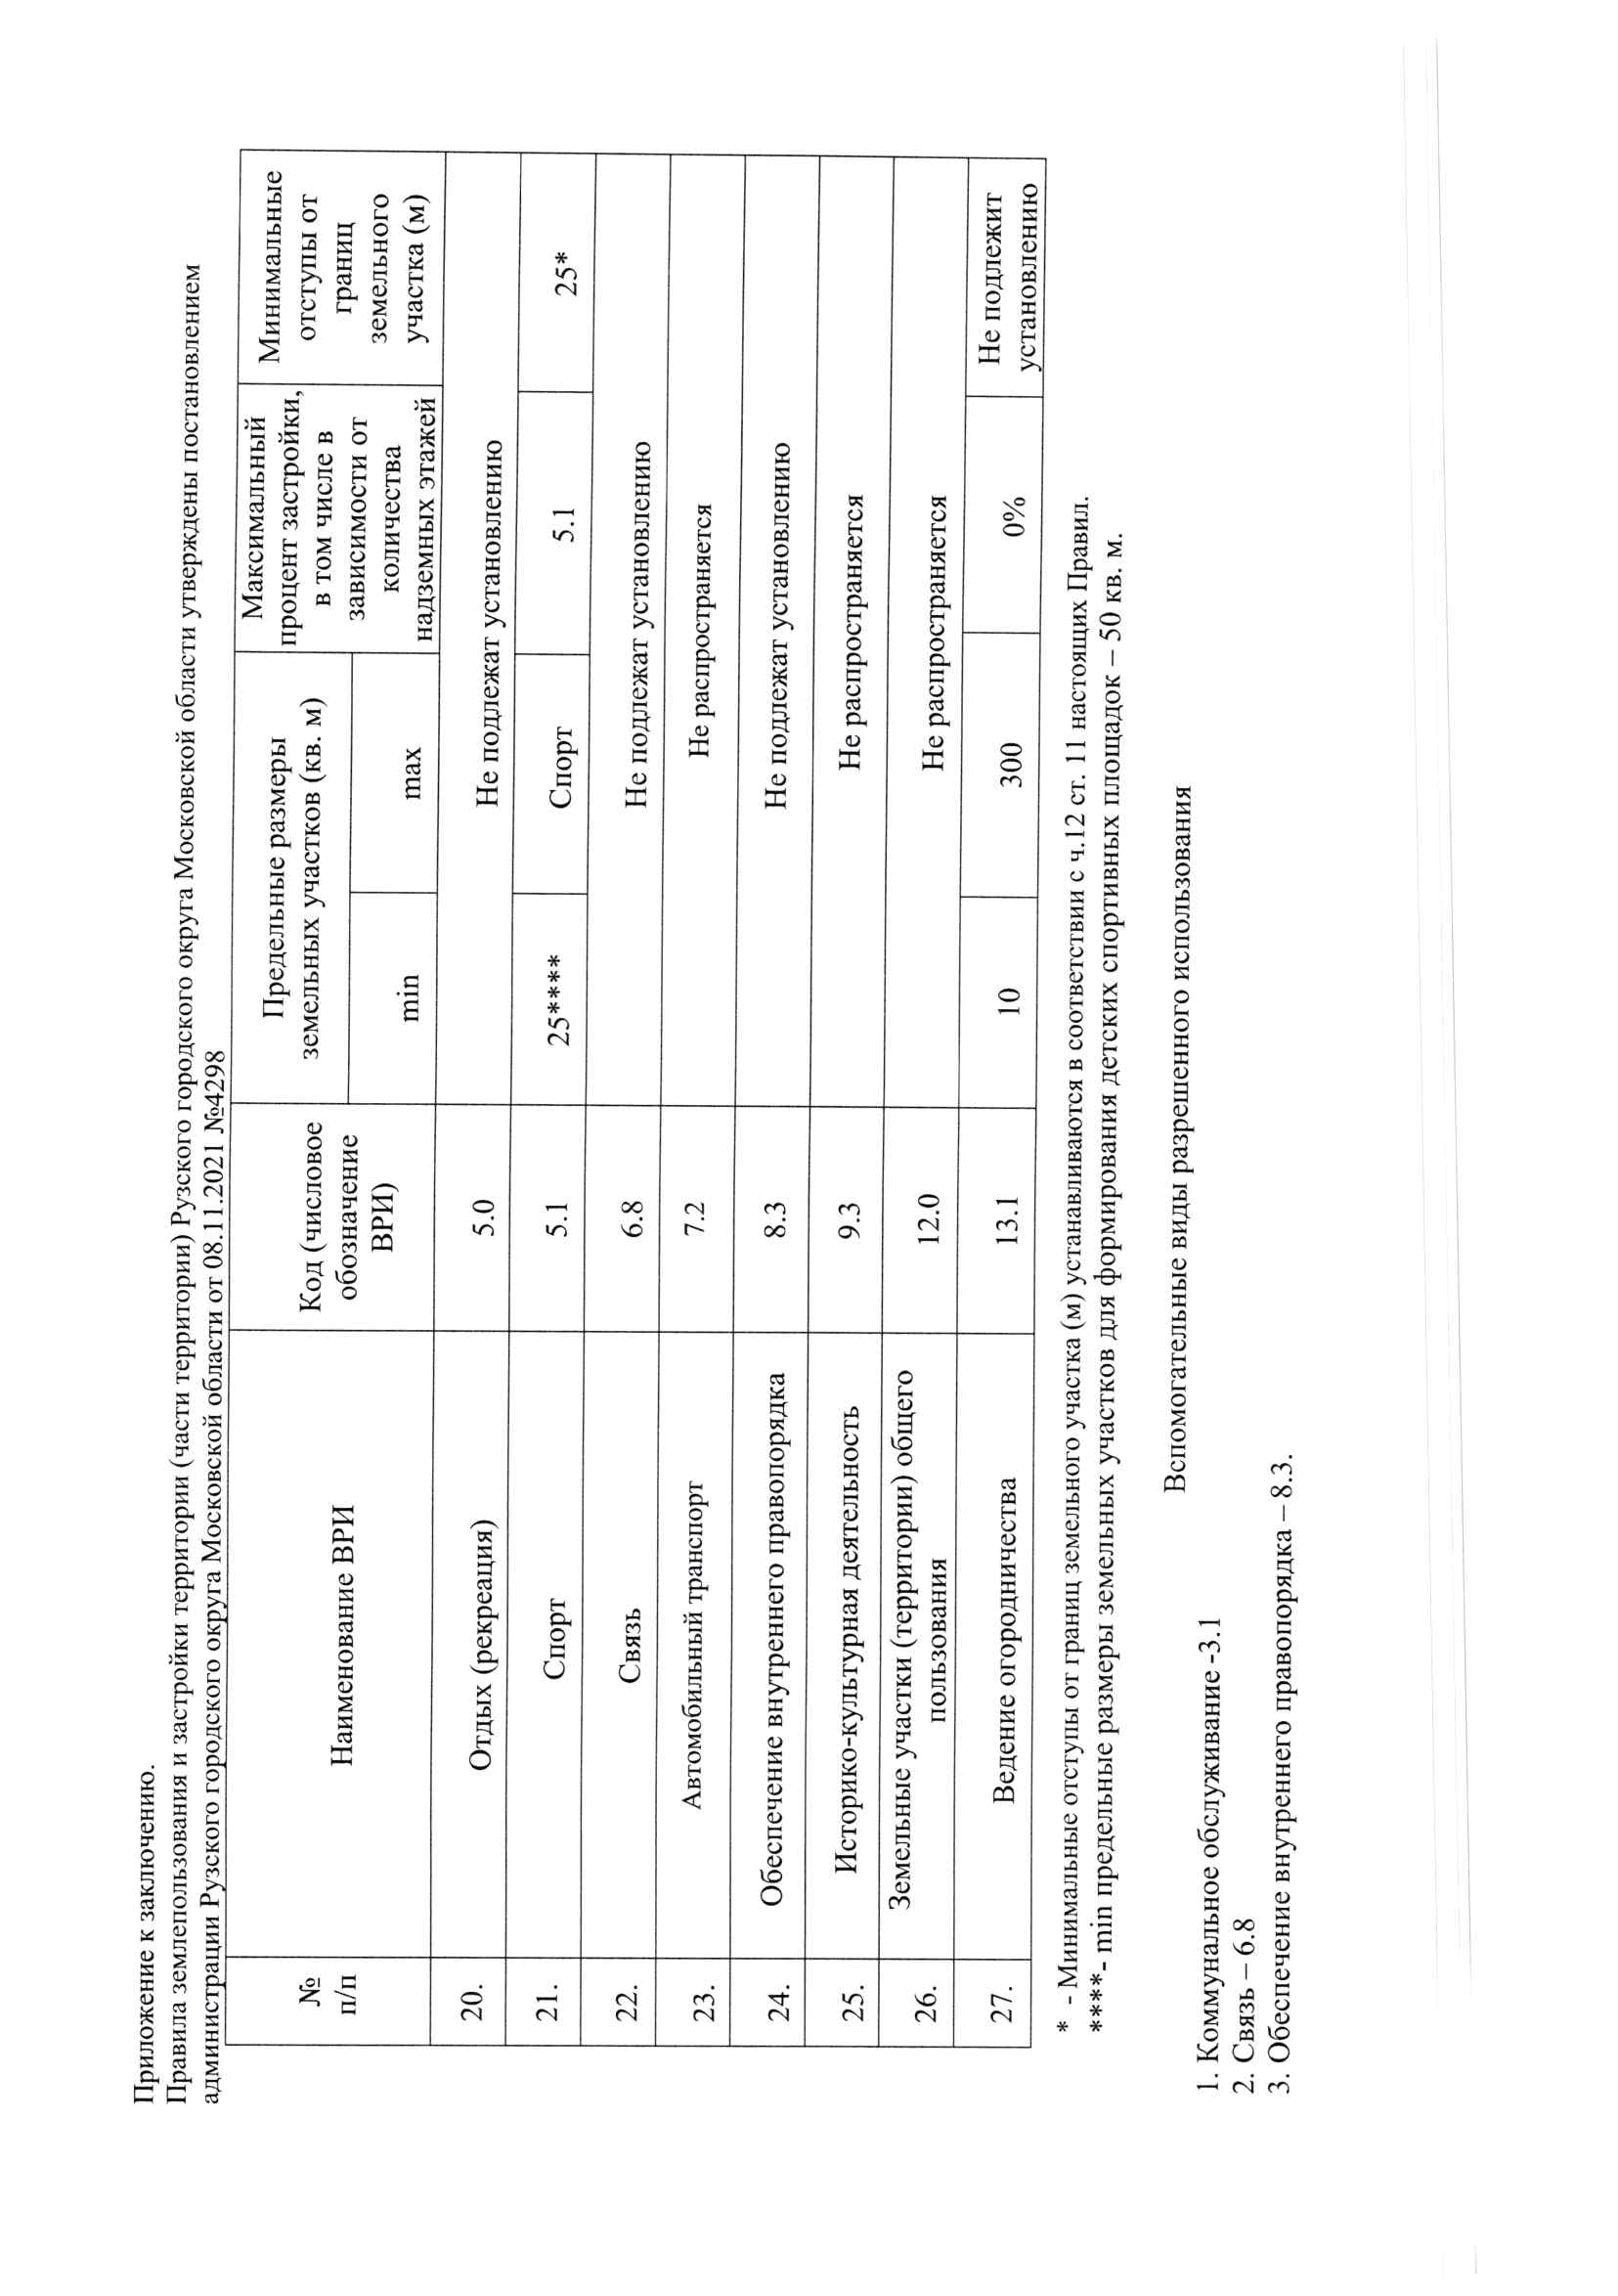 Приложение к заключению.
Правила землепользования и застройки территории (части территории) Рузского городского округа Московской области утверждены постановлением
администрации Рузского городского округа Московской области от 08.11.2021 №4298
№
п/п
Наименование ВРИ
Код (числовое
обозначение
ВРИ)
Предельные размеры
земельных участков (кв. м)
min
max
Максимальный
процент застройки,
в том числе в
зависимости от
количества
надземных этажей
Минимальные
отступы от
границ
земельного
участка (м)
20. Отдых (рекреация) 5.0 Не подлежат установлению
21. Спорт 5.1 25**** Спорт 5.1 25*
22. Связь 6.8 Не подлежат установлению
23. Автомобильный транспорт 7.2 Не распространяется
24. Обеспечение внутреннего правопорядка 8.3 Не подлежат установлению
25. Историко-культурная деятельность 9.3 Не распространяется
26. Земельные участки (территории) общего
пользования 12.0 Не распространяется
27. Ведение огородничества 13.1 10 300 0% Не подлежит
установлению
* - Минимальные отступы от границ земельного участка (м) устанавливаются в соответствии с ч.12 ст. 11 настоящих Правил.
****- min предельные размеры земельных участков для формирования детских спортивных площадок – 50 кв. м.
Вспомогательные виды разрешенного использования
1. Коммунальное обслуживание -3.1
2. Связь – 6.8
3. Обеспечение внутреннего правопорядка – 8.3.